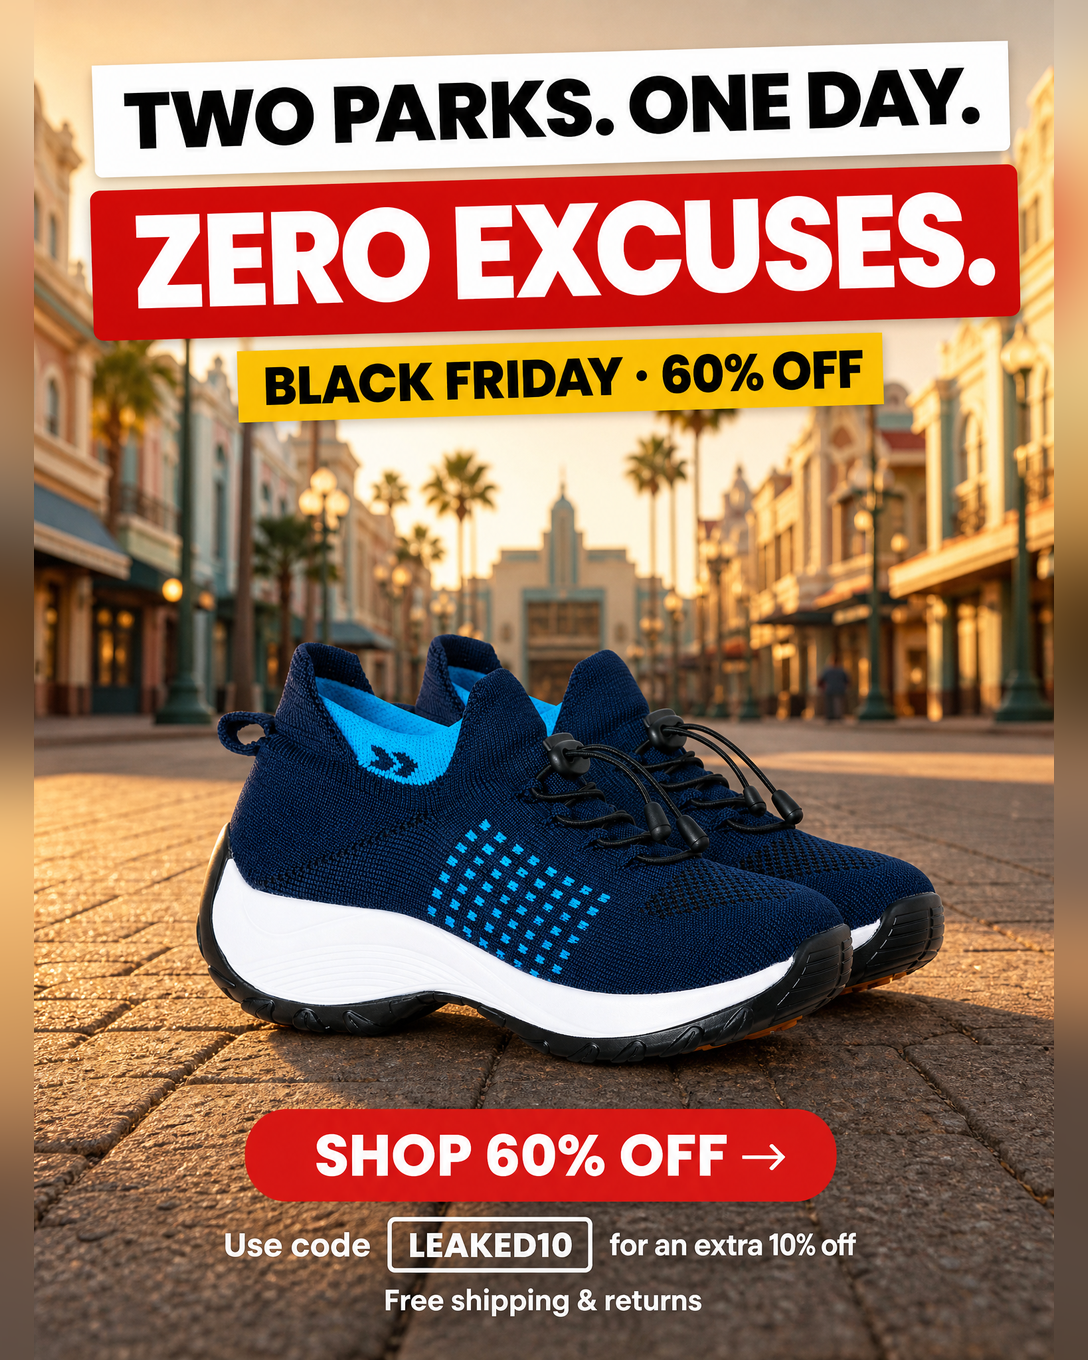 TWO PARKS. ONE DAY.
ZERO EXCUSES.
BLACK FRIDAY · 60% OFF
SHOP 60% OFF →
Use code LEAKED10 for an extra 10% off
Free shipping & returns